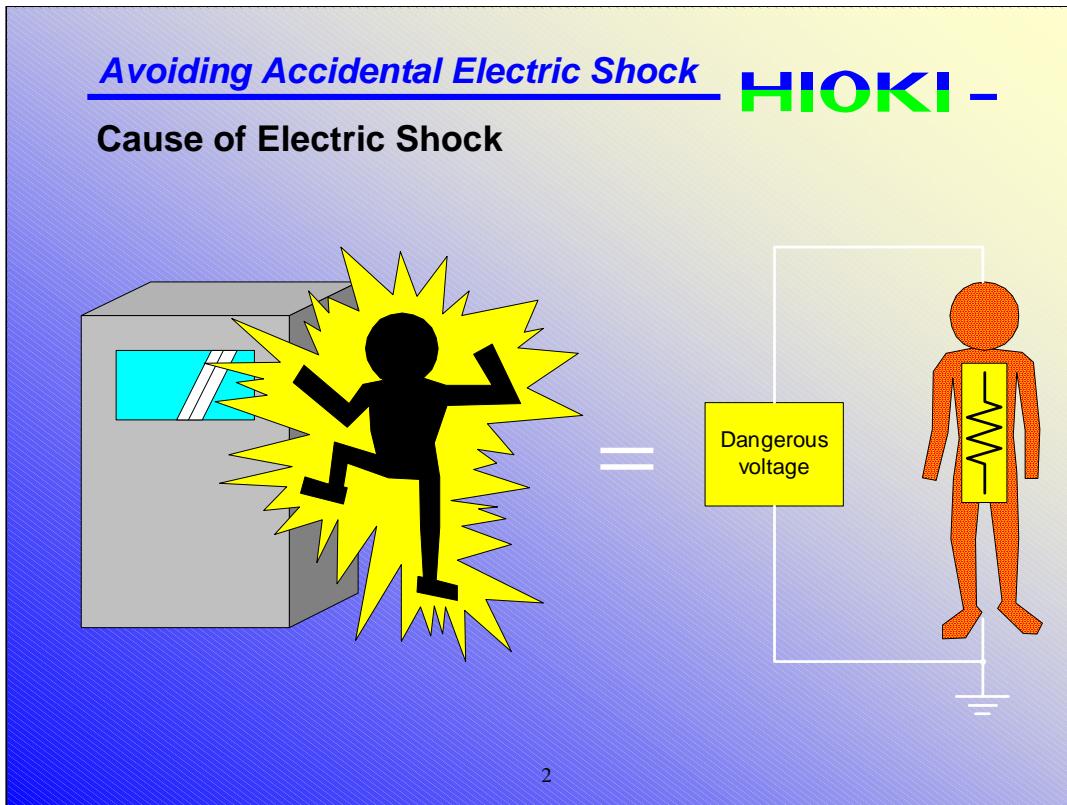 Avoiding Accidental Electric Shock
HIOKI
Cause of Electric Shock
Dangerous
voltage
2